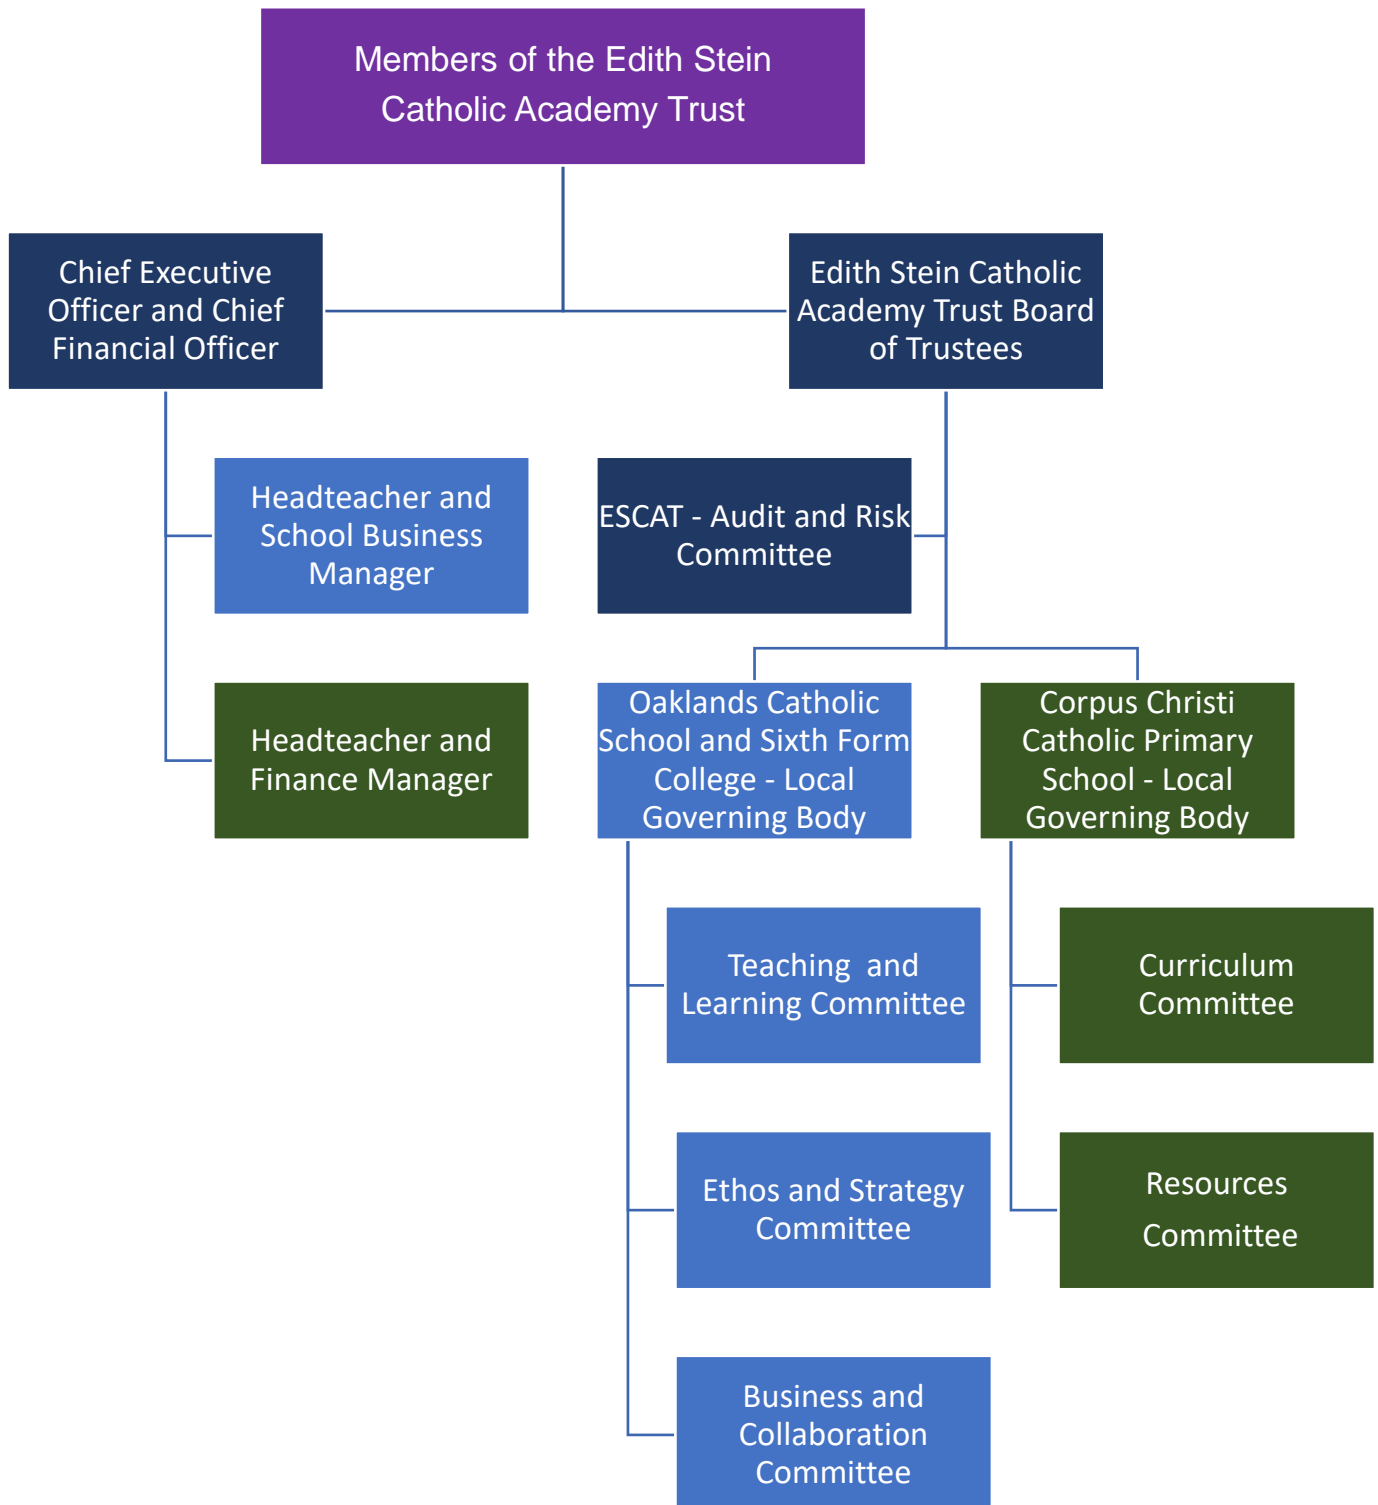 Members of the Edith Stein
Catholic Academy Trust
Chief Executive
Officer and Chief
Financial Officer
Edith Stein Catholic
Academy Trust Board
of Trustees
Headteacher and
School Business
Manager
ESCAT - Audit and Risk
Committee
Headteacher and
Finance Manager
Oaklands Catholic
School and Sixth Form
College - Local
Governing Body
Corpus Christi
Catholic Primary
School - Local
Governing Body
Teaching  and
Learning Committee
Curriculum
Committee
Ethos and Strategy
Committee
Resources
Committee
Business and
Collaboration
Committee